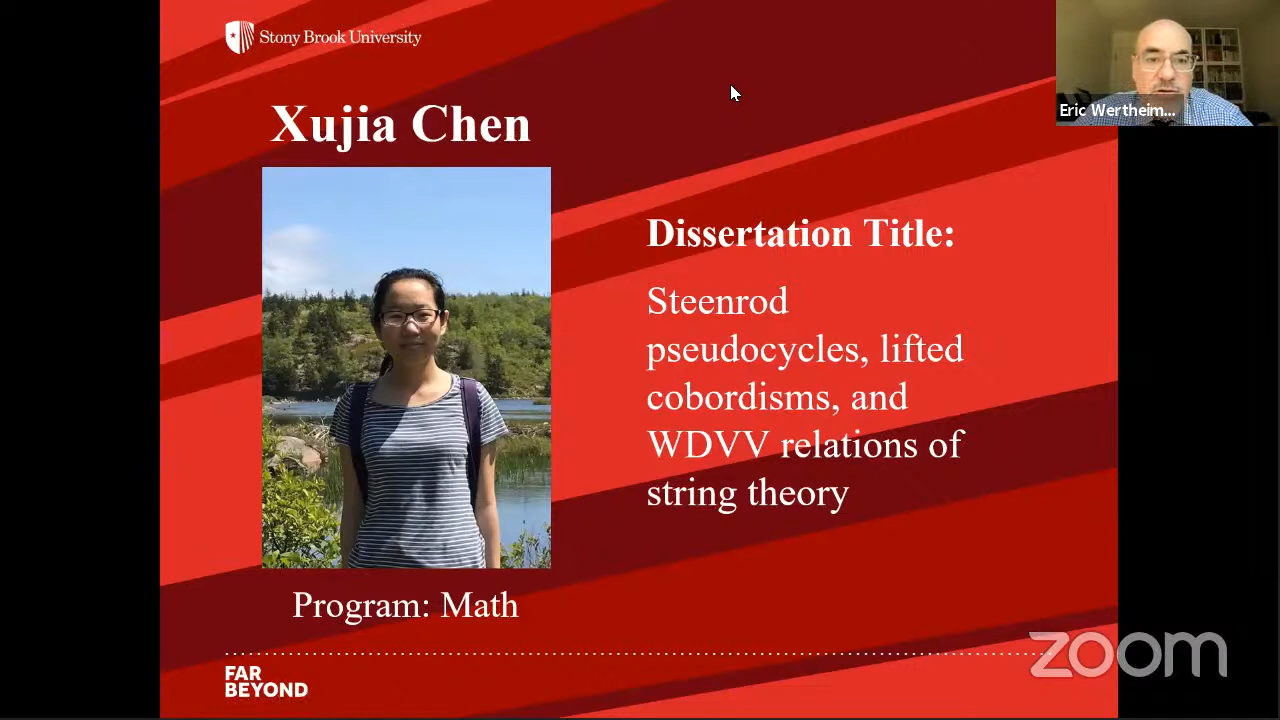 Stony Brook University
Xujia Chen
Eric Wertheim...
Dissertation Title:
Steenrod
pseudocycles, lifted
cobordisms, and
WDVV relations of
string theory
Program: Math
FAR
BEYOND
zoom